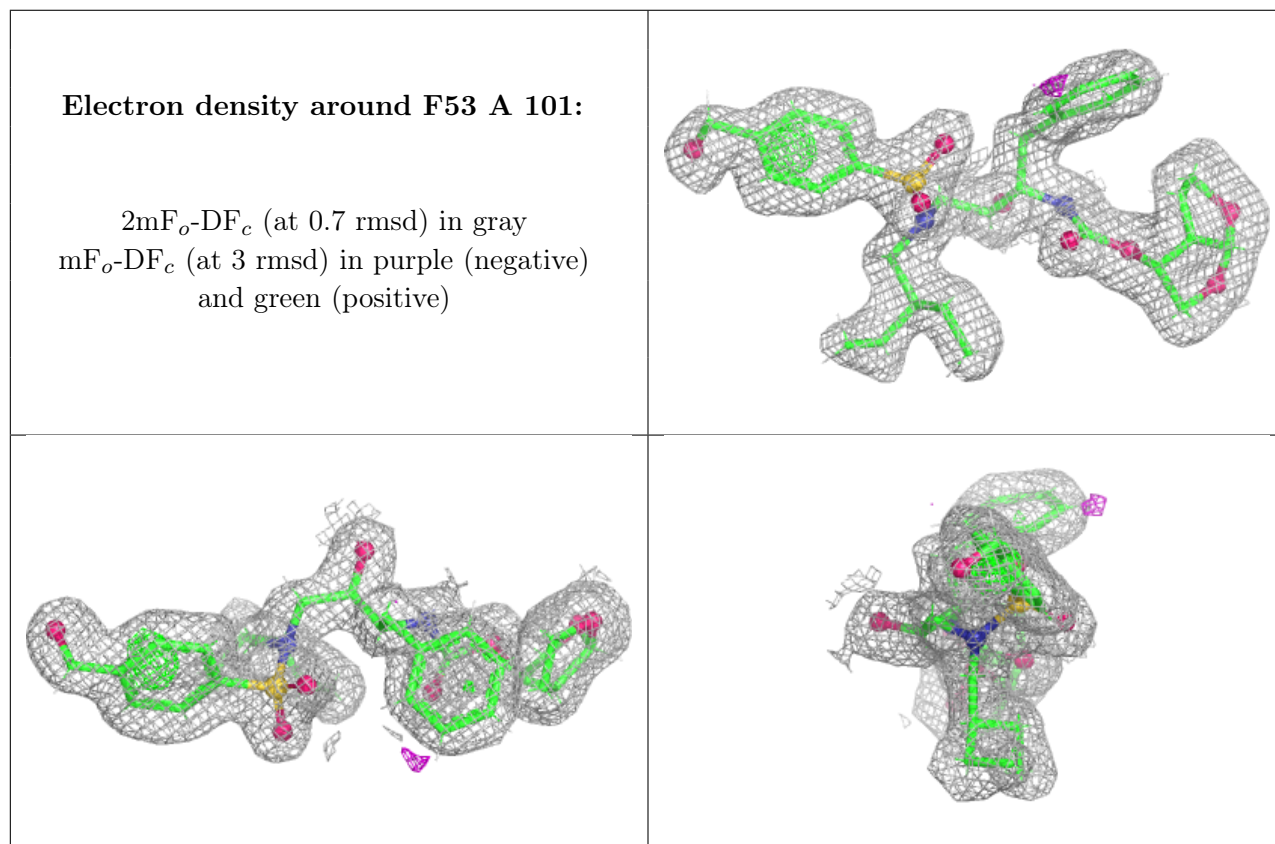 Electron density around F53 A 101:
2mFo-DFc (at 0.7 rmsd) in gray
mFo-DFc (at 3 rmsd) in purple (negative)
and green (positive)